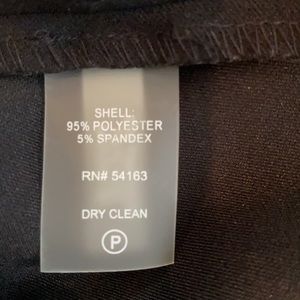 SHELL:
95% POLYESTER
5% SPANDEX
RN# 54163
DRY CLEAN
P